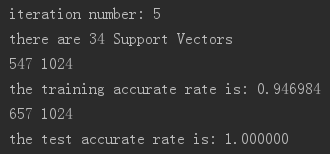 iteration number: 5
there are 34 Support Vectors
547 1024
the training accurate rate is: 0.946984
657 1024
the test accurate rate is: 1.000000